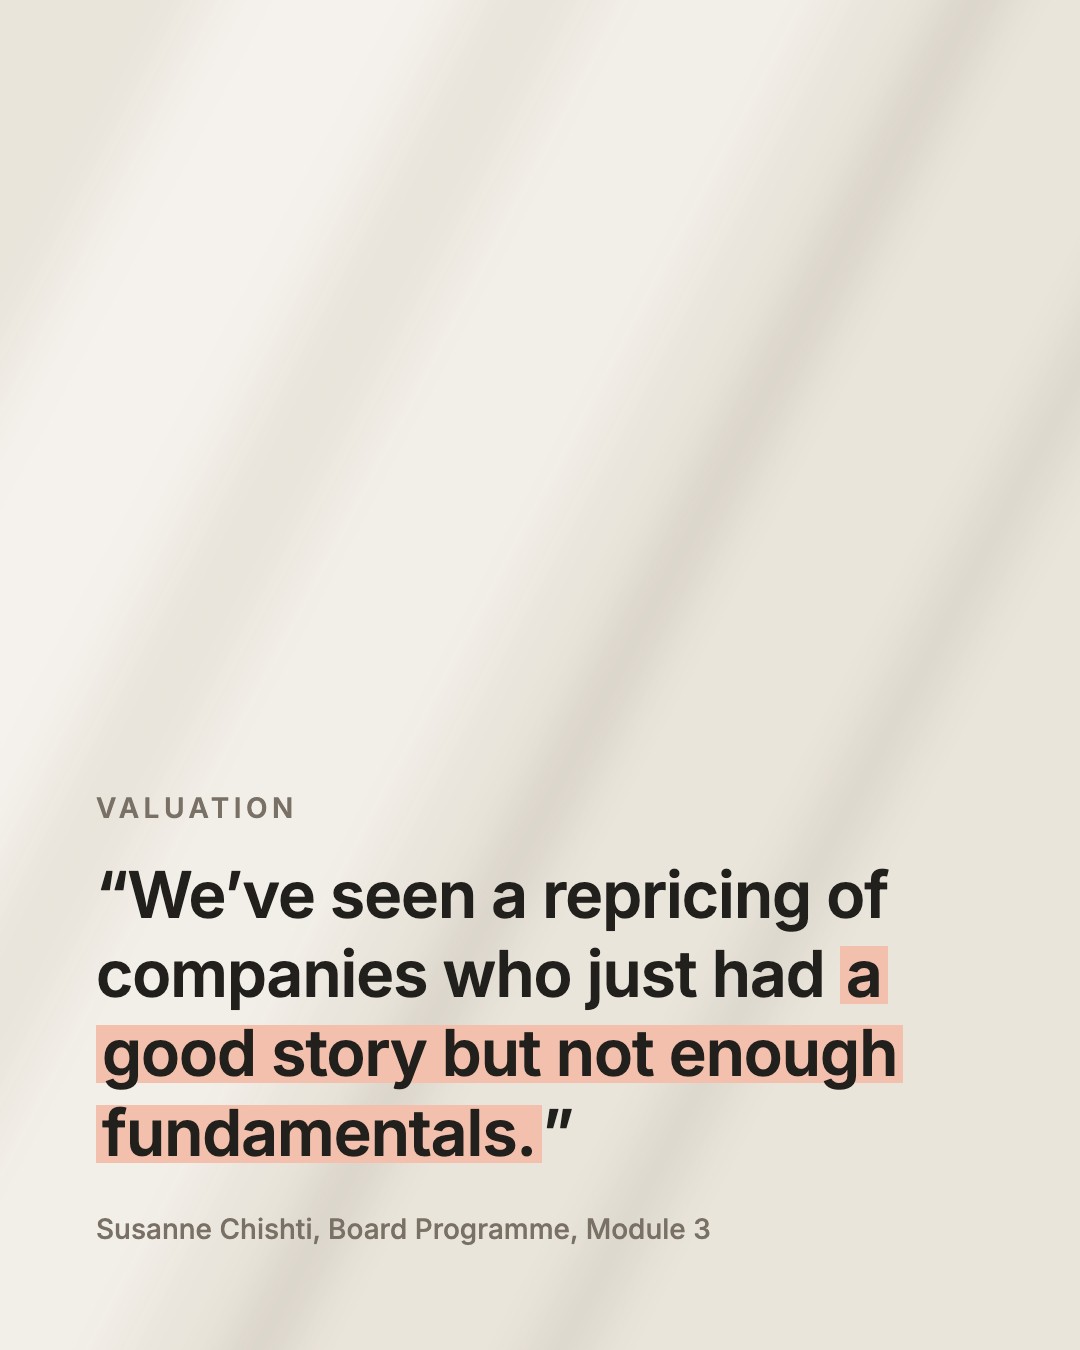 VALUATION
“We’ve seen a repricing of
companies who just had a
good story but not enough
fundamentals.”
Susanne Chishti, Board Programme, Module 3